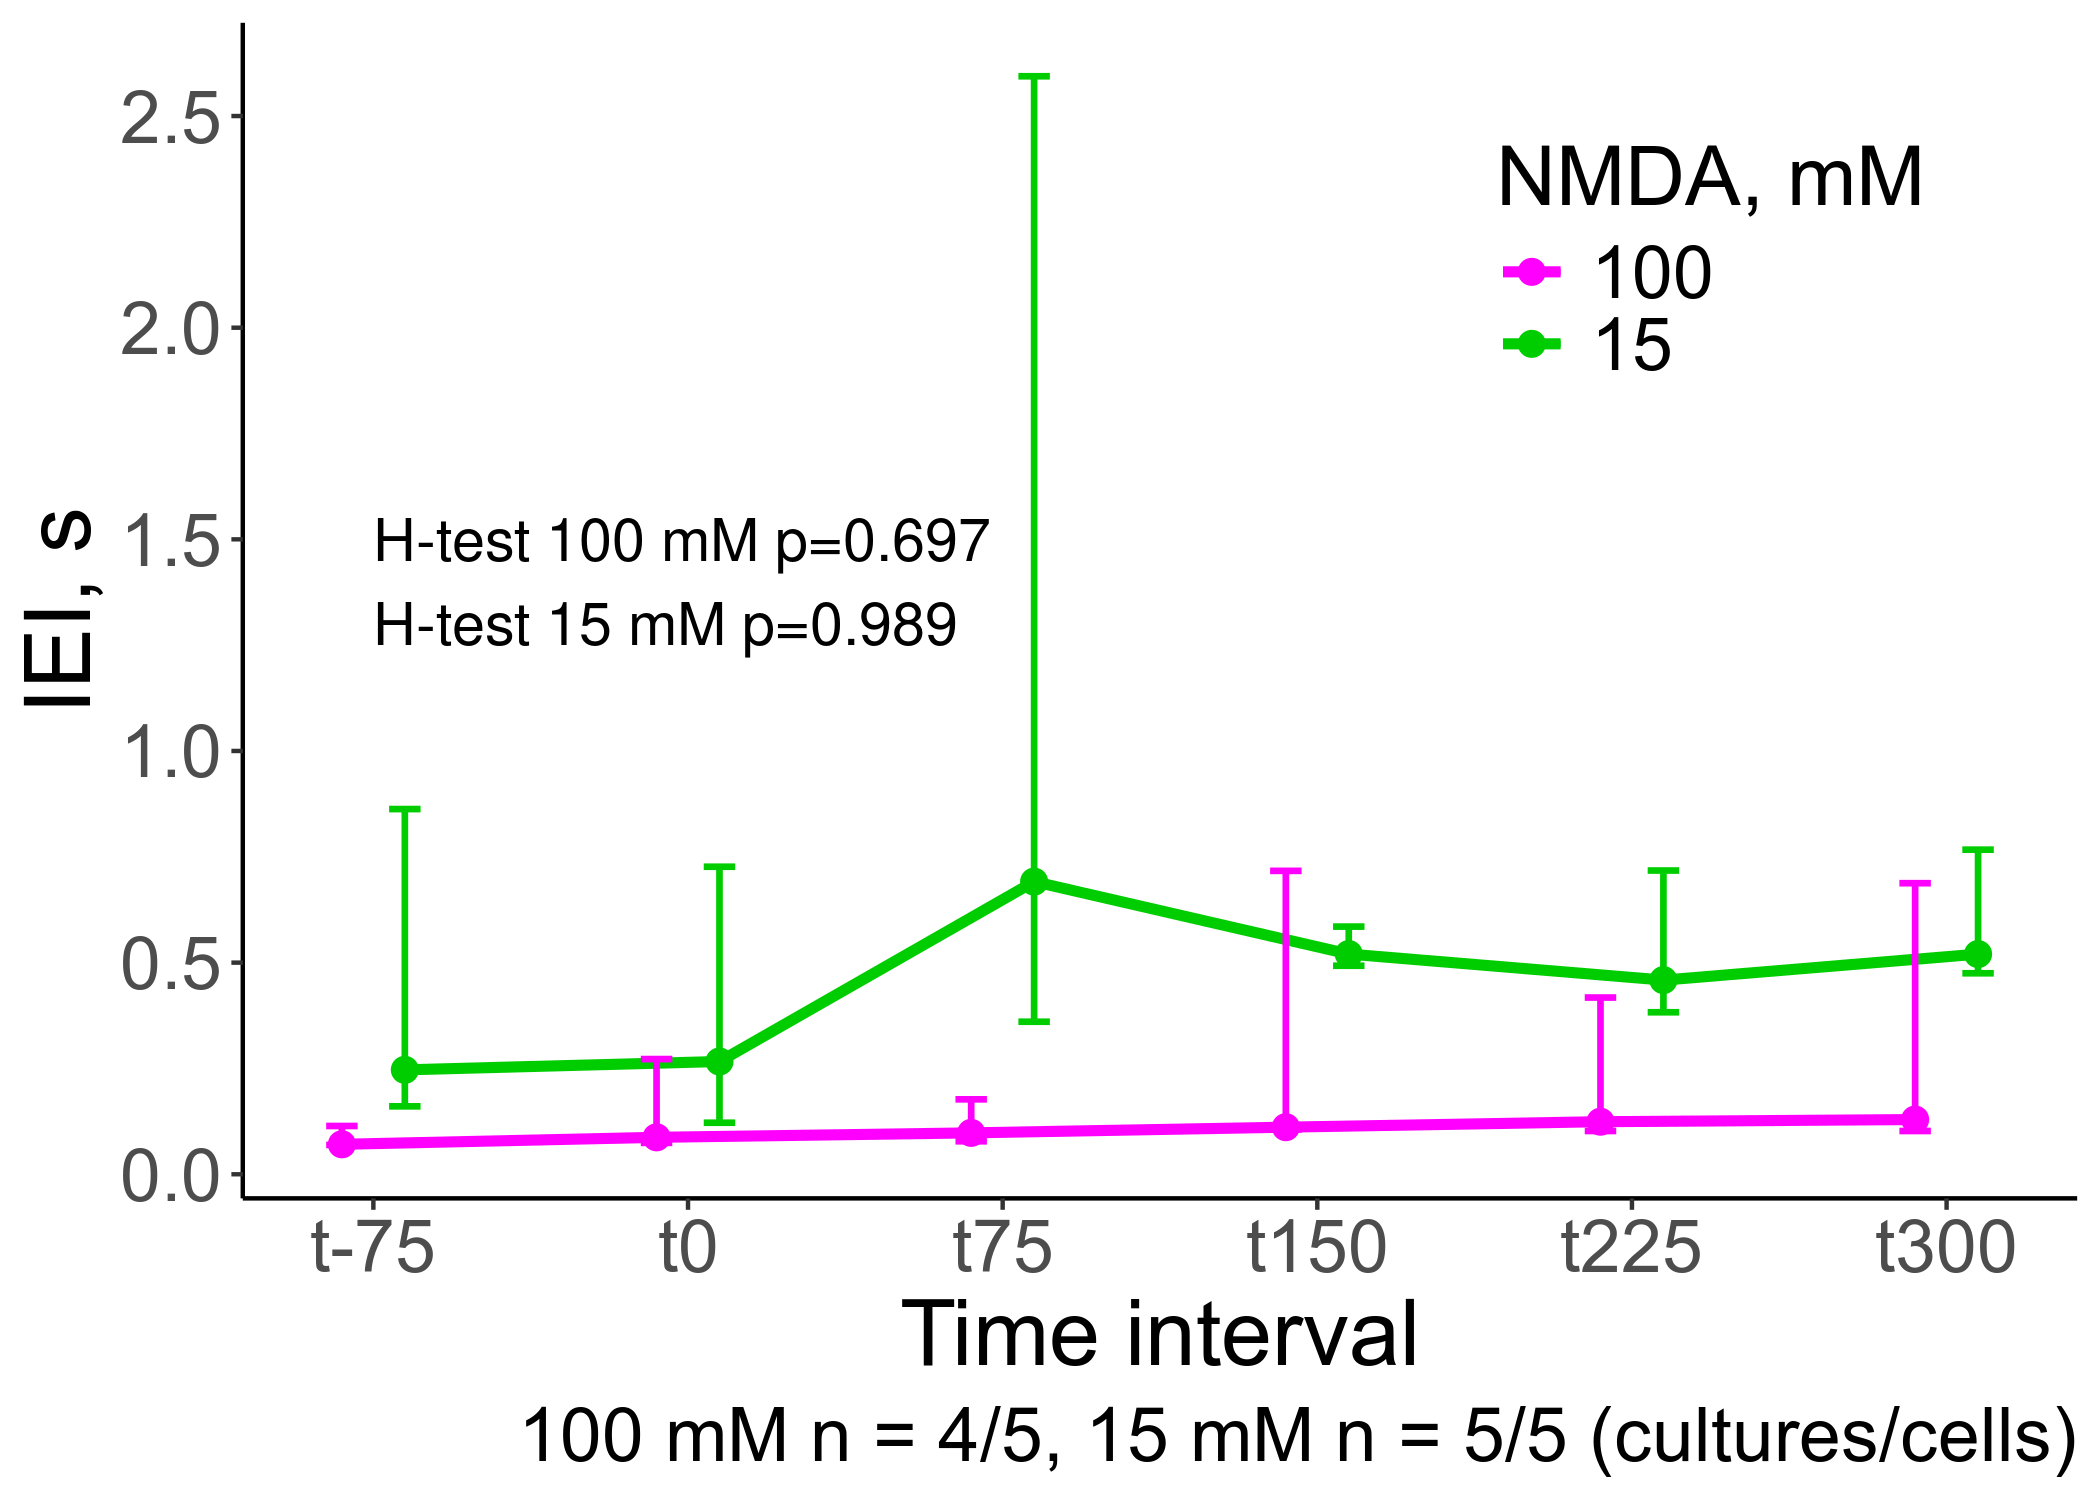 2.5
2.0
1.5
1.0
0.5
0.0
IEI, s
NMDA, mM
100
15
H-test 100 mM p=0.697
H-test 15 mM p=0.989
t-75 t0 t75 t150 t225 t300
Time interval
100 mM n = 4/5, 15 mM n = 5/5 (cultures/cells)